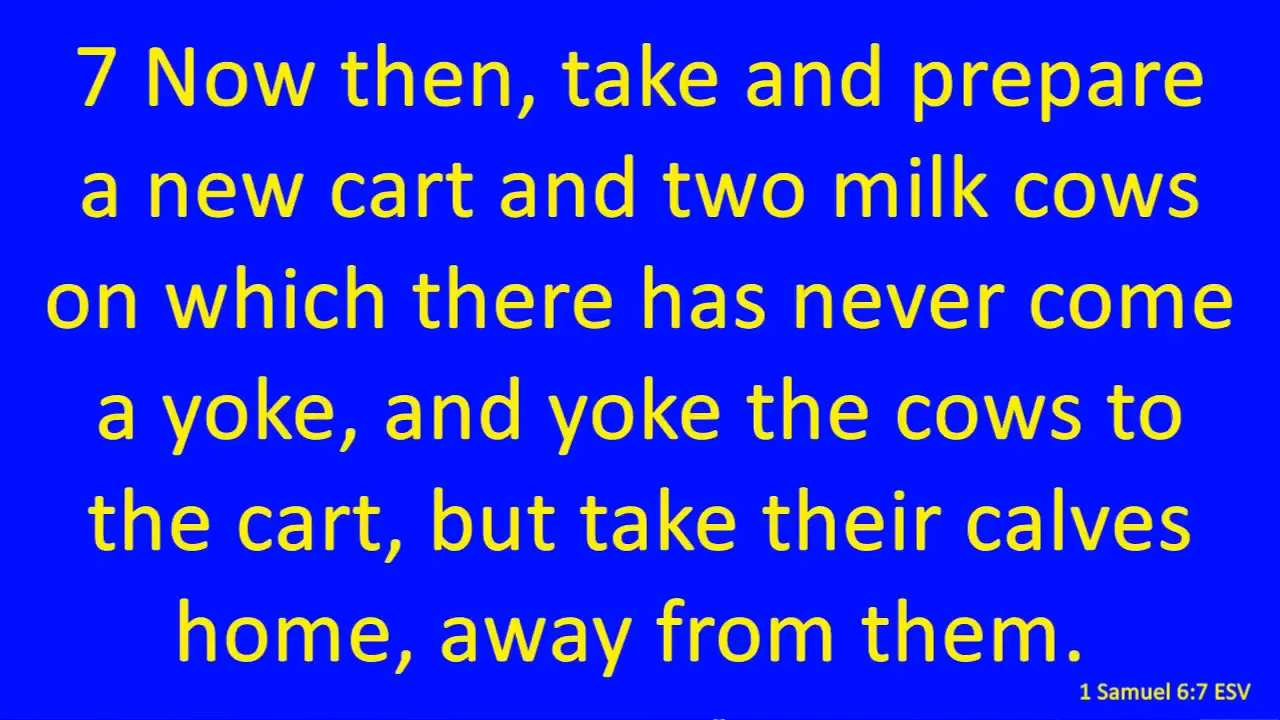 7 Now then, take and prepare
a new cart and two milk cows
on which there has never come
a yoke, and yoke the cows to
the cart, but take their calves
home, away from them.
1 Samuel 6:7 ESV